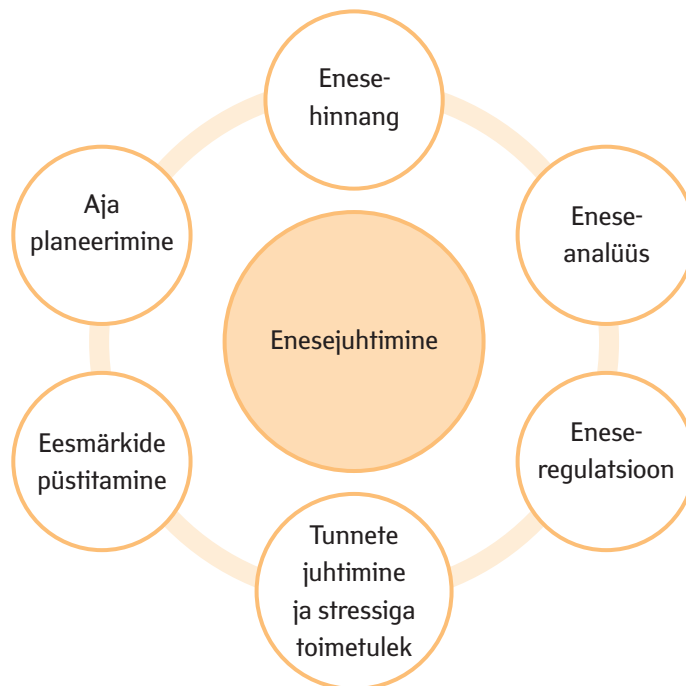 Enese-
hinnang
Aja
planeerimine
Enese-
analüüs
Enesejuhtimine
Eesmärkide
püstitamine
Enese-
regulatsioon
Tunnete
juhtimine
ja stressiga
toimetulek